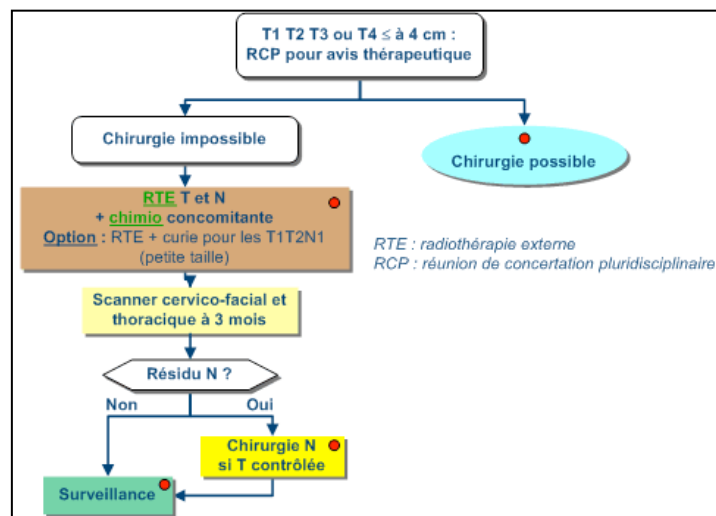 T1 T2 T3 ou T4 ≤ à 4 cm :
RCP pour avis thérapeutique
Chirurgie impossible
Chirurgie possible
RTE T et N
+ chimio concomitante
Option : RTE + curie pour les T1T2N1
(petite taille)
RTE : radiothérapie externe
RCP : réunion de concertation pluridisciplinaire
Scanner cervico-facial et
thoracique à 3 mois
Résidu N ?
Non
Oui
Chirurgie N
si T contrôlée
Surveillance